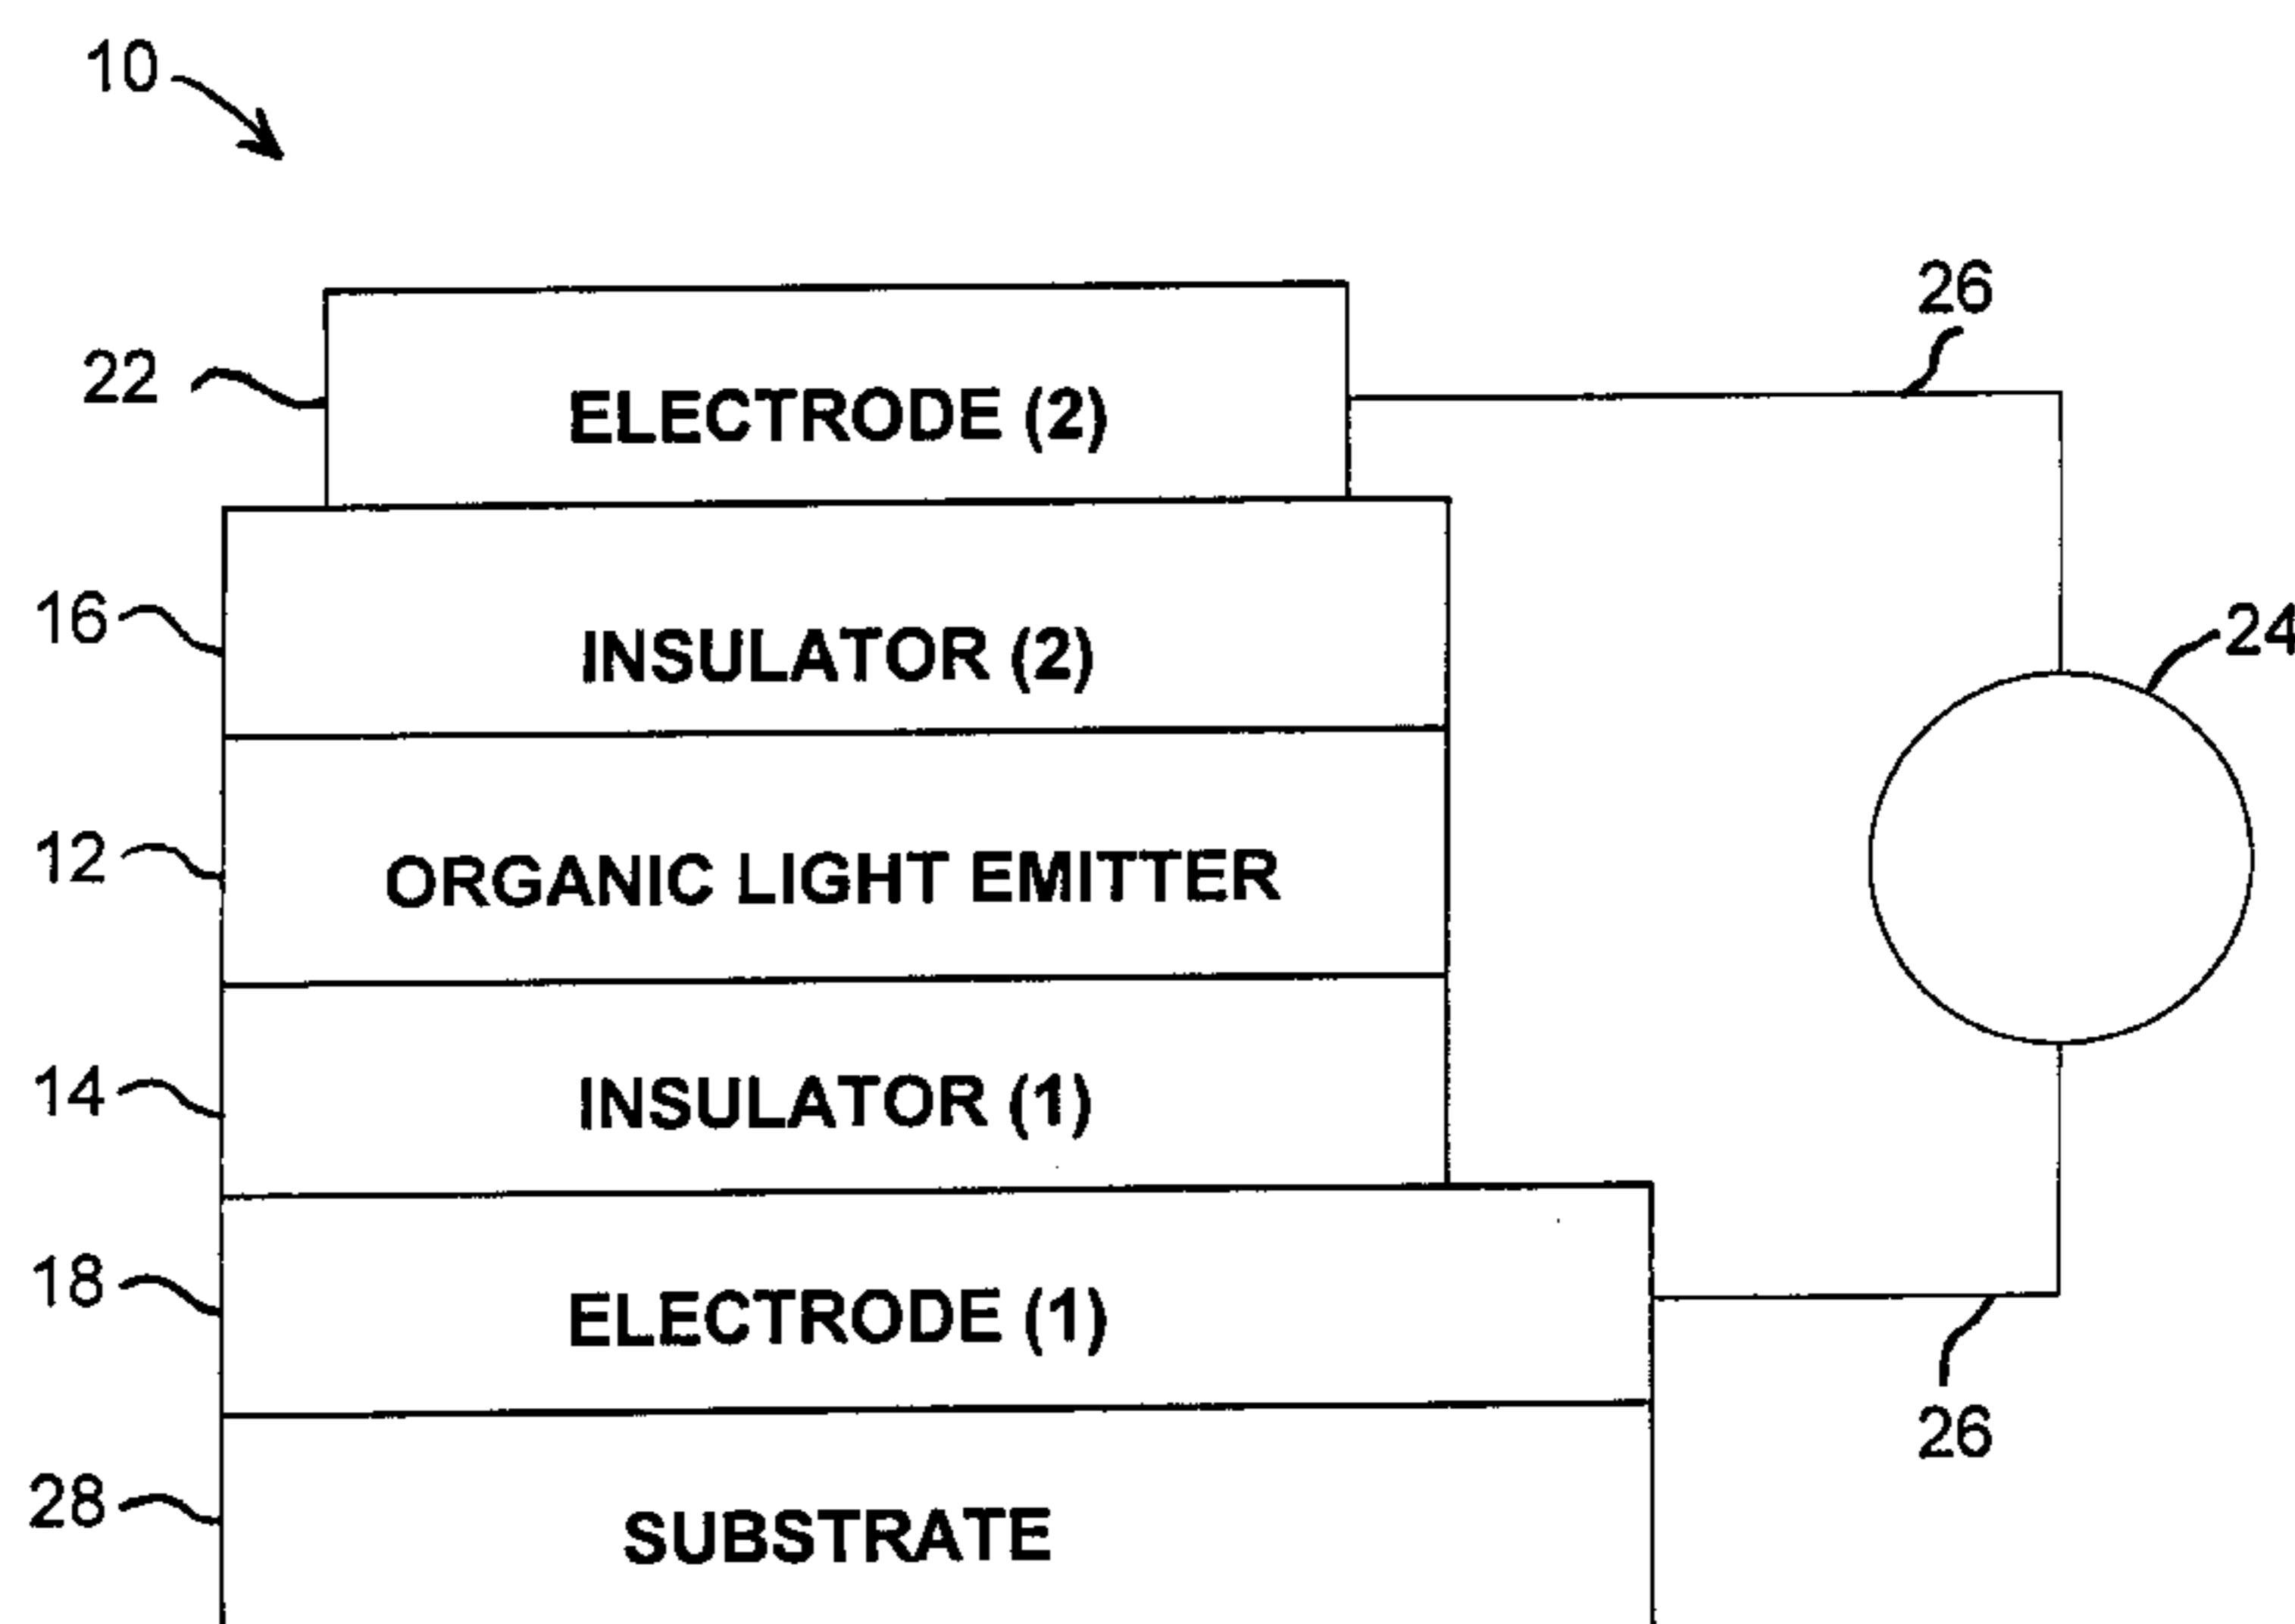 10
26
22
ELECTRODE (2)
16
INSULATOR (2)
24
12
ORGANIC LIGHT EMITTER
14
INSULATOR (1)
18
ELECTRODE (1)
26
28
SUBSTRATE